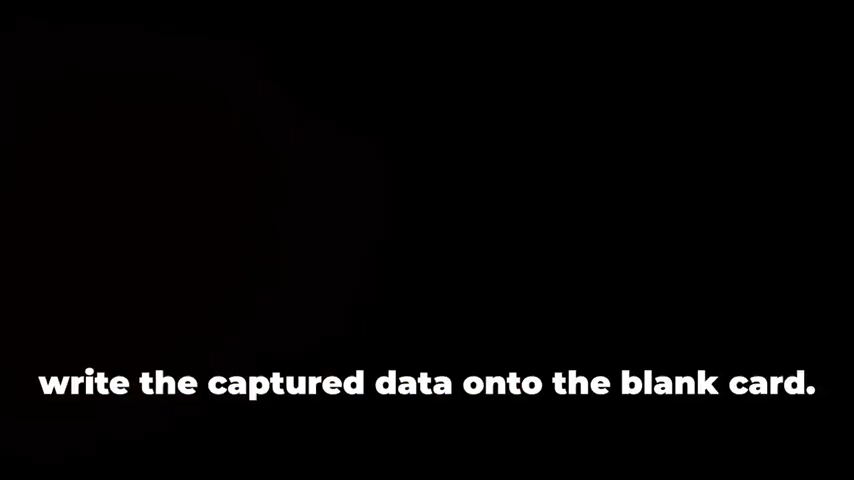 write the captured data onto the blank card.